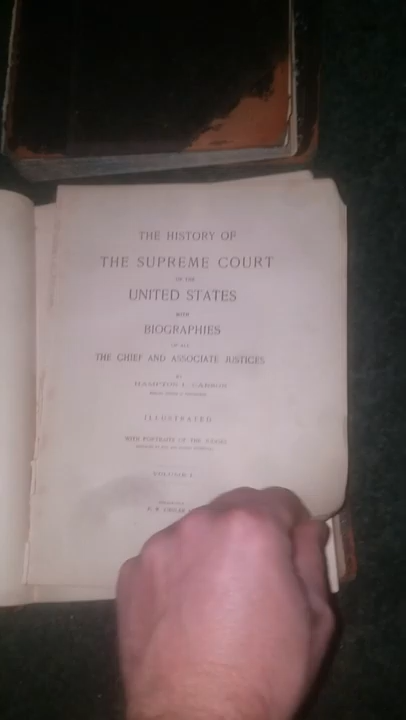 THE HISTORY OF
THE SUPREME COURT
OF THE
UNITED STATES
WITH
BIOGRAPHIES
OF ALL
THE CHIEF AND ASSOCIATE JUSTICES
BY
HAMPTON L. CARSON
ILLUSTRATED
WITH PORTRAITS OF THE JUDGES
VOLUME I